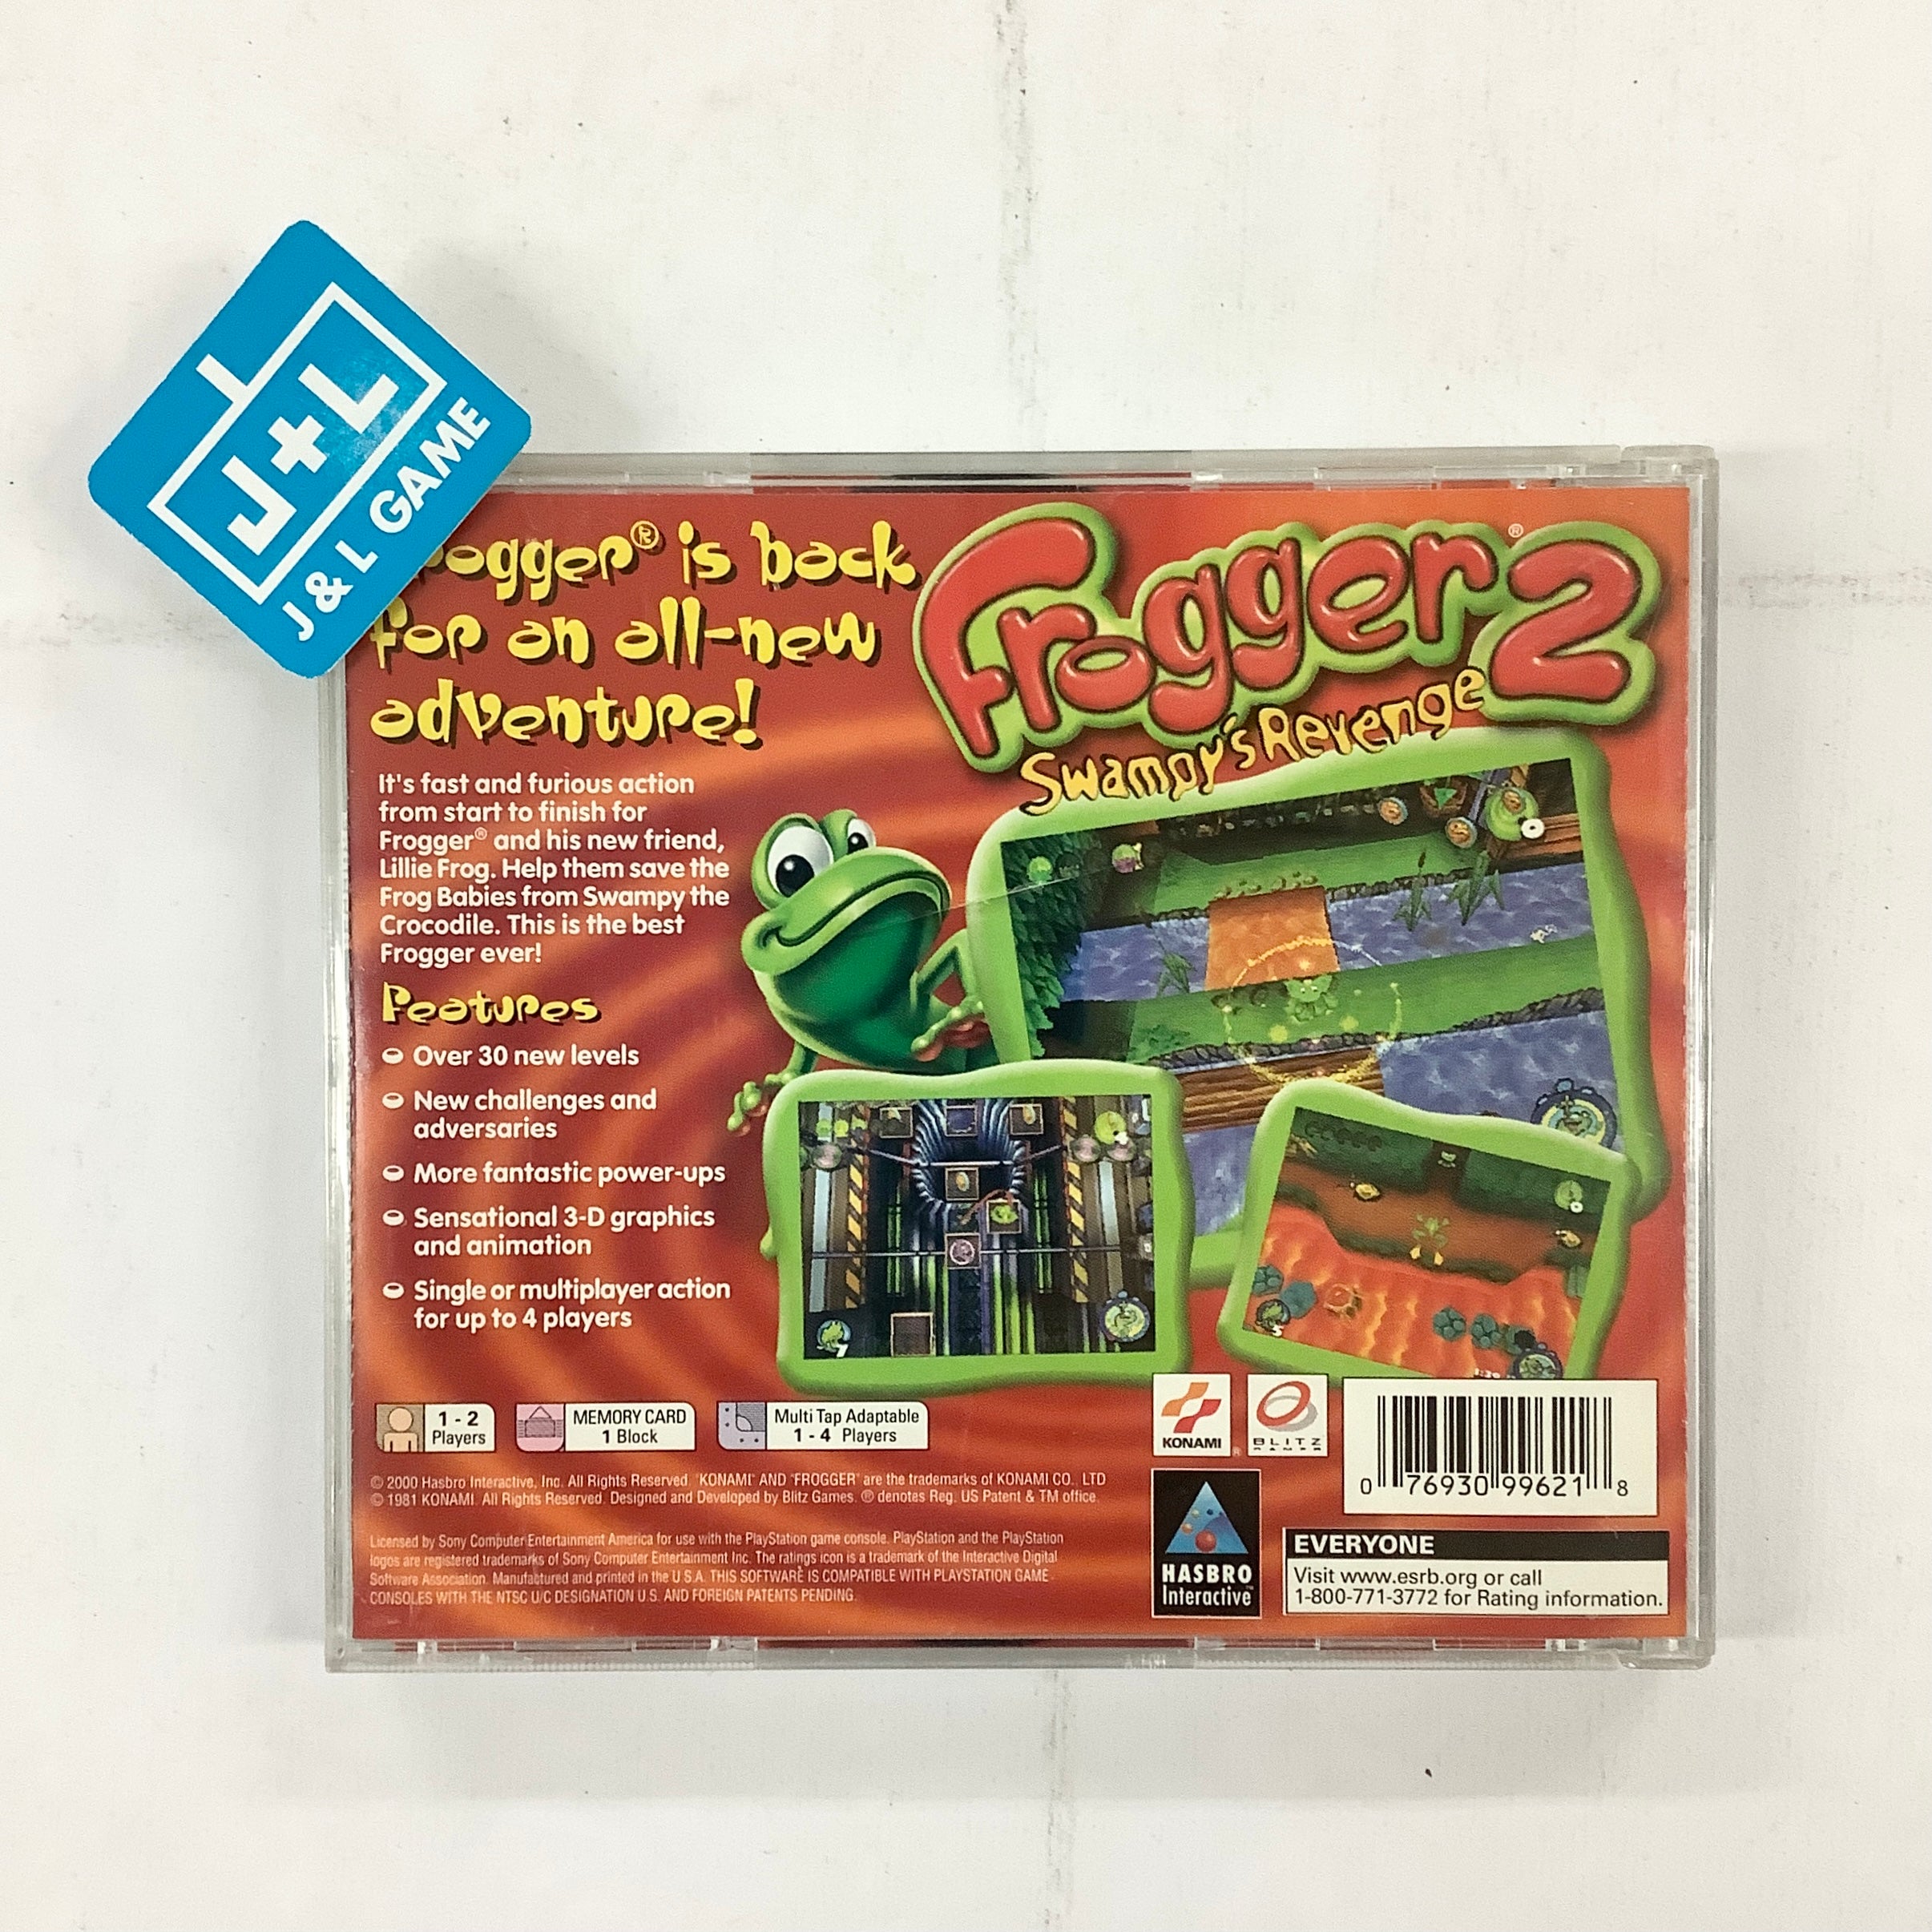 J+L
J & L GAME
Frogger® is back
for an all-new
adventure!
Frogger 2®
Swampy's Revenge
It's fast and furious action
from start to finish for
Frogger® and his new friend,
Lillie Frog. Help them save the
Frog Babies from Swampy the
Crocodile. This is the best
Frogger ever!
Features
Over 30 new levels
New challenges and
adversaries
More fantastic power-ups
Sensational 3-D graphics
and animation
Single or multiplayer action
for up to 4 players
1 - 2
Players
MEMORY CARD
1 Block
Multi Tap Adaptable
1 - 4 Players
KONAMI®
BLITZ
GAMES
0 76930 99621 8
© 2000 Hasbro Interactive, Inc. All Rights Reserved. "KONAMI" AND "FROGGER" are the trademarks of KONAMI CO., LTD
© 1981 KONAMI. All Rights Reserved. Designed and Developed by Blitz Games. ® denotes Reg. US Patent & TM office.
Licensed by Sony Computer Entertainment America for use with the PlayStation game console. PlayStation and the PlayStation
logos are registered trademarks of Sony Computer Entertainment Inc. The ratings icon is a trademark of the Interactive Digital
Software Association. Manufactured and printed in the U.S.A. THIS SOFTWARE IS COMPATIBLE WITH PLAYSTATION GAME
CONSOLES WITH THE NTSC U/C DESIGNATION U.S. AND FOREIGN PATENTS PENDING.
HASBRO
Interactive™
EVERYONE
Visit www.esrb.org or call
1-800-771-3772 for Rating information.